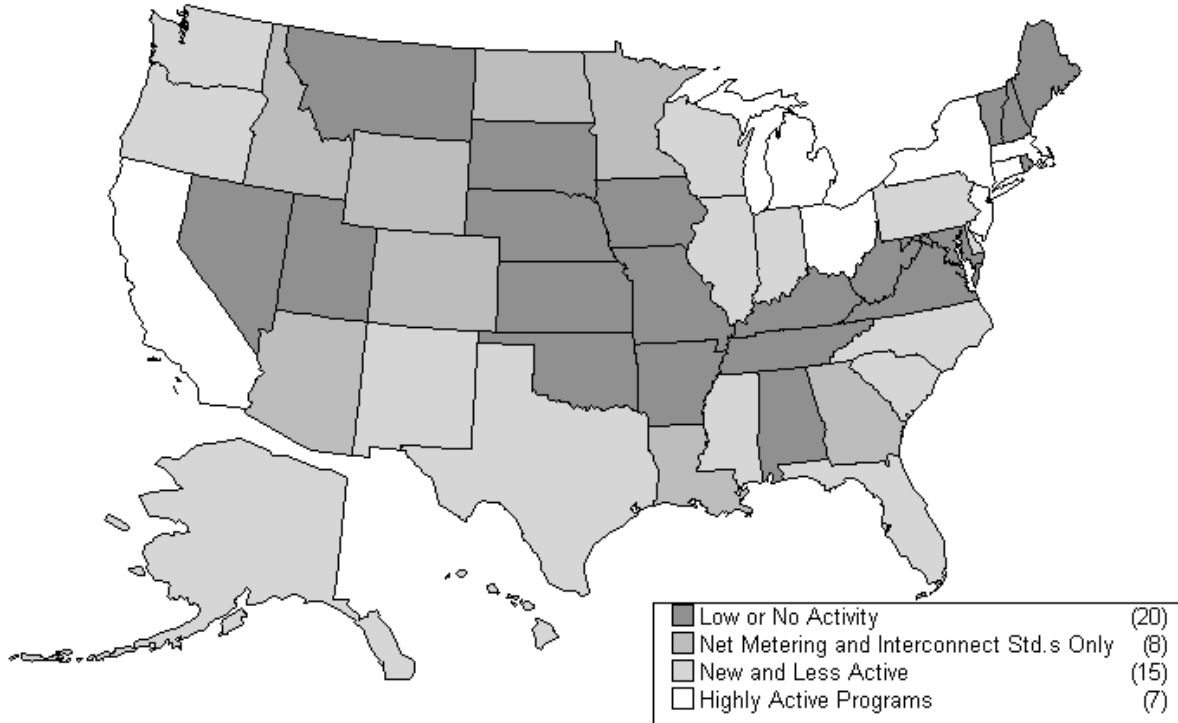 Low or No Activity (20)
Net Metering and Interconnect Std.s Only (8)
New and Less Active (15)
Highly Active Programs (7)